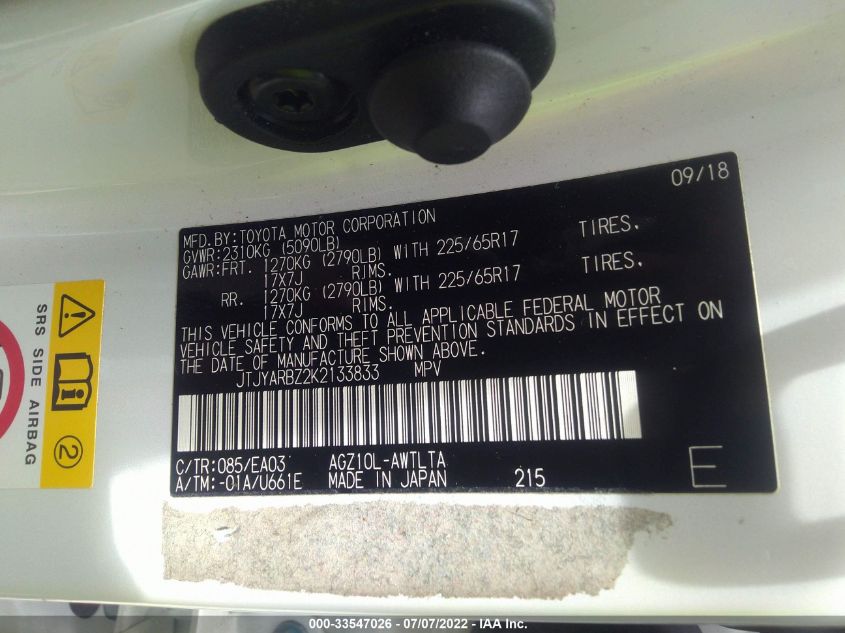 09/18
MFD.BY:TOYOTA MOTOR CORPORATION
GVWR:2310KG (5090LB)
GAWR:FRT. 1270KG (2790LB) WITH 225/65R17 TIRES.
17X7J RIMS.
RR. 1270KG (2790LB) WITH 225/65R17 TIRES.
17X7J RIMS.
THIS VEHICLE CONFORMS TO ALL APPLICABLE FEDERAL MOTOR
VEHICLE SAFETY AND THEFT PREVENTION STANDARDS IN EFFECT ON
THE DATE OF MANUFACTURE SHOWN ABOVE.
JTJYARBZ2K2133833 MPV
C/TR:085/EA03 AGZ10L-AWTLTA
A/TM:-01A/U661E MADE IN JAPAN 215 E
SRS SIDE AIRBAG
2
000-33547026 - 07/07/2022 - IAA Inc.